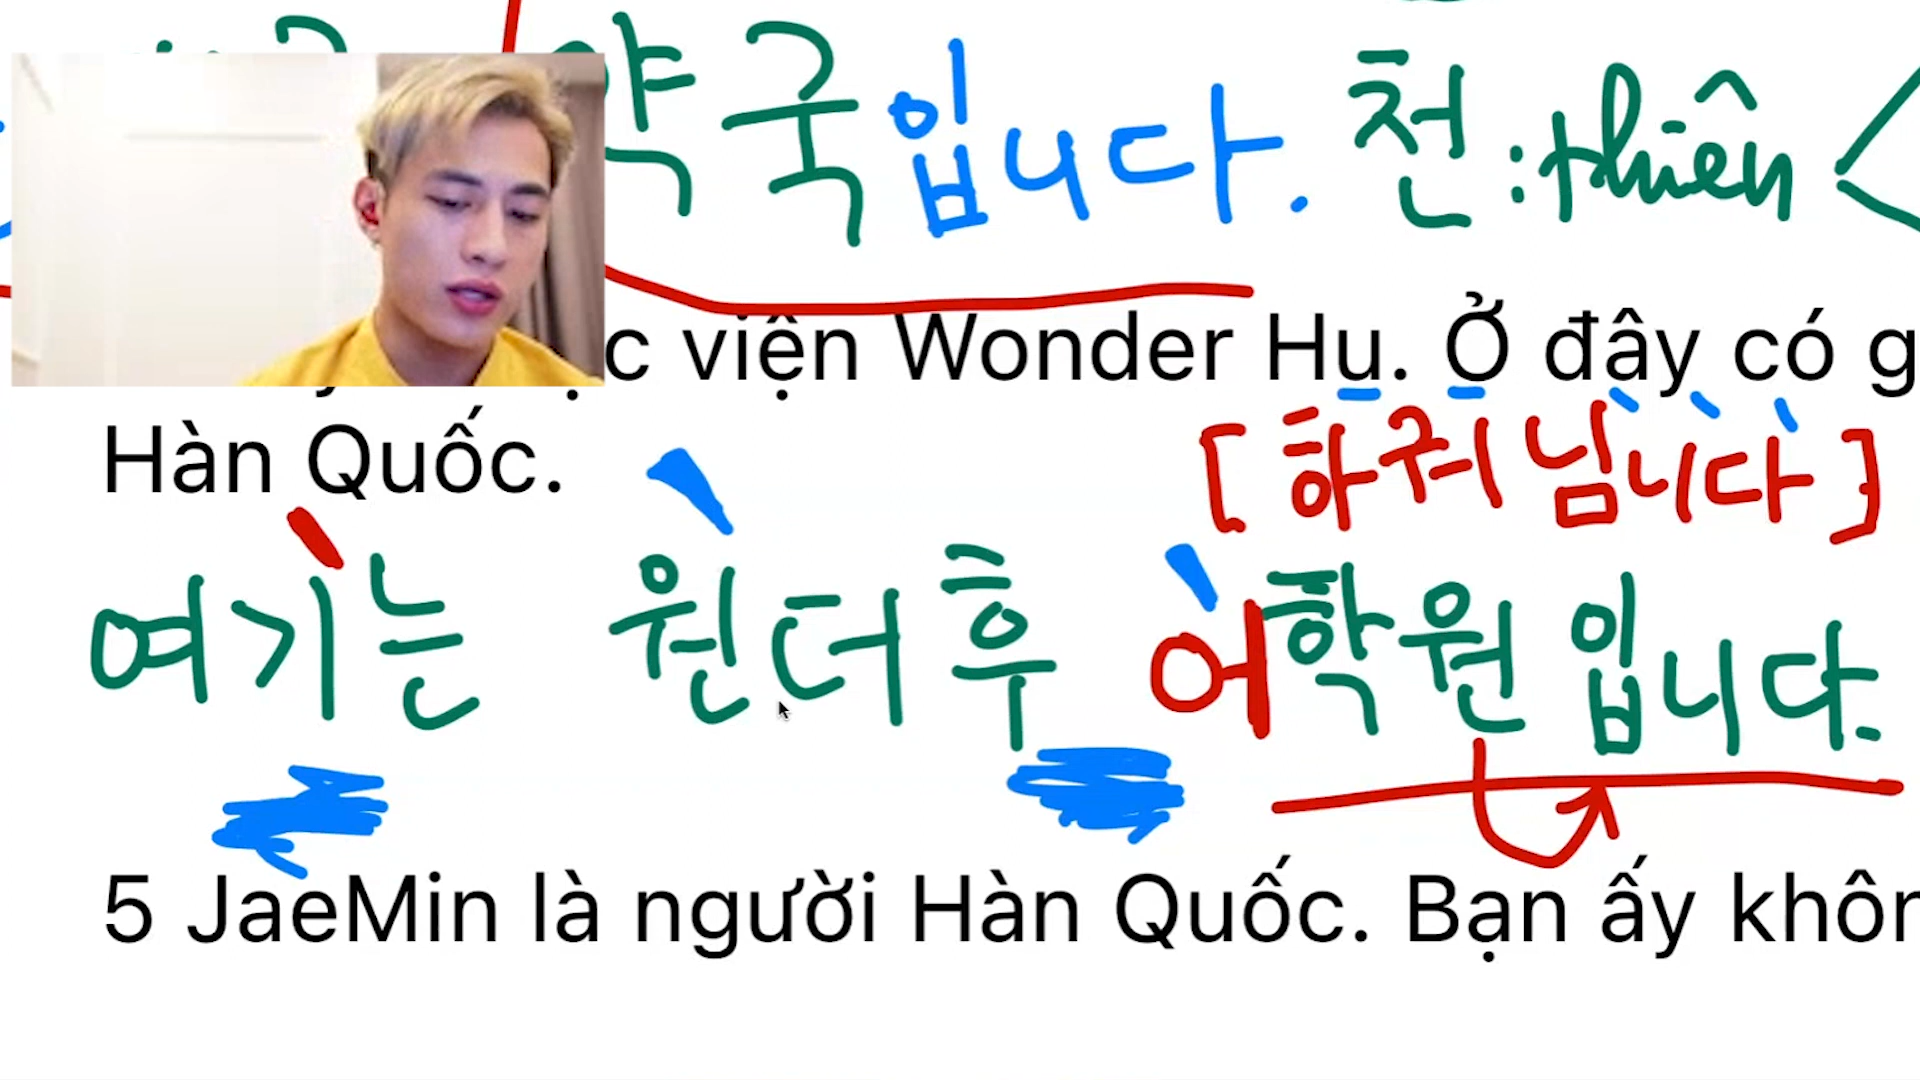 약국입니다. 천 : thiên
c viện Wonder Hu. Ở đây có g
[하궈님니다]
Hàn Quốc.
여기는 원더후 어학원입니다.
5 JaeMin là người Hàn Quốc. Bạn ấy khôn